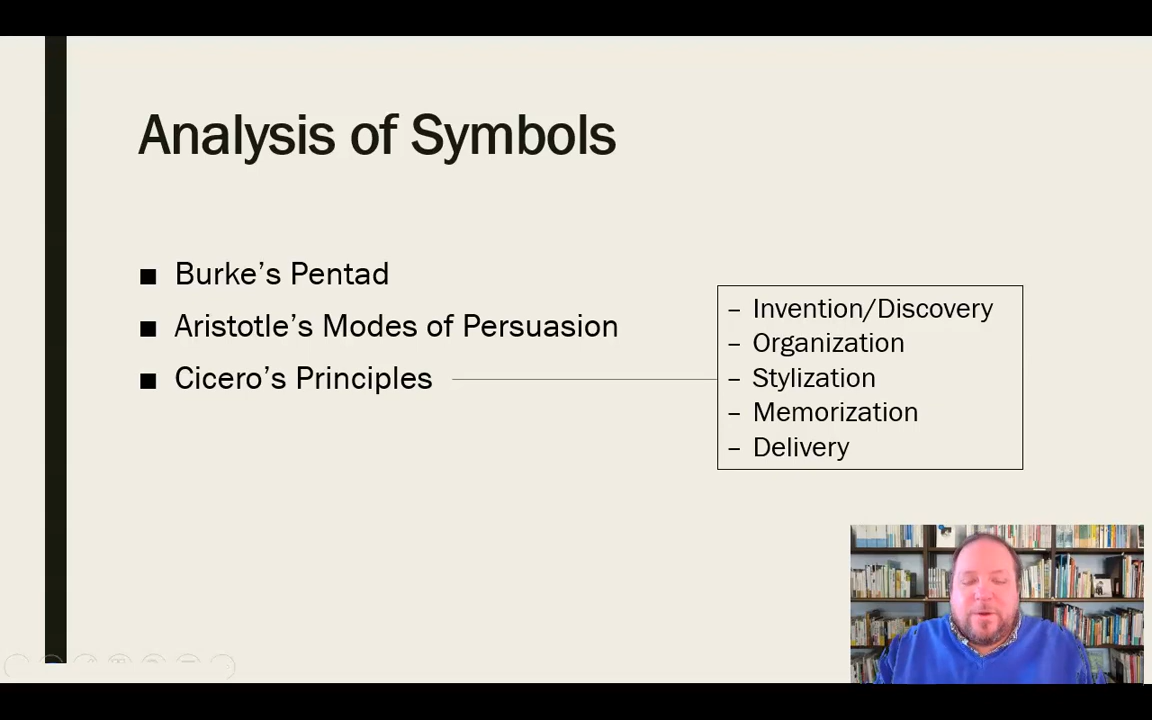 Analysis of Symbols
■ Burke’s Pentad
■ Aristotle’s Modes of Persuasion
■ Cicero’s Principles
– Invention/Discovery
– Organization
– Stylization
– Memorization
– Delivery